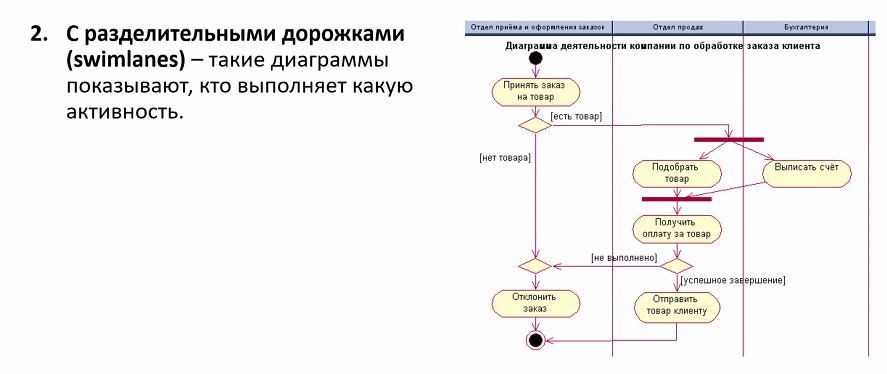 2. С разделительными дорожками
(swimlanes) – такие диаграммы
показывают, кто выполняет какую
активность.
Отдел приёма и оформления заказов
Отдел продаж
Бухгалтерия
Диаграмма деятельности компании по обработке заказа клиента
Принять заказ
на товар
[есть товар]
[нет товара]
Подобрать
товар
Выписать счёт
Получить
оплату за товар
[не выполнено]
[успешное завершение]
Отклонить
заказ
Отправить
товар клиенту